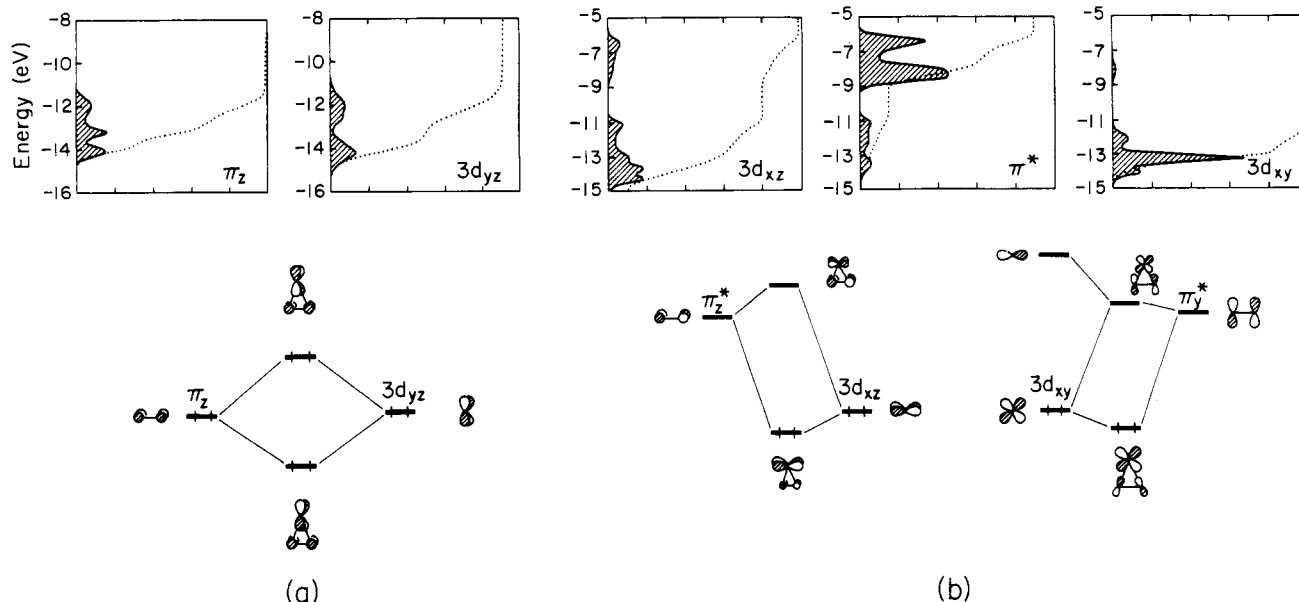 Energy (eV)
-8
-10
-12
-14
-16
π_z
-8
-10
-12
-14
-16
3d_yz
-5
-7
-9
-11
-13
-15
3d_xz
-5
-7
-9
-11
-13
-15
π*
-5
-7
-9
-11
-13
-15
3d_xy
π_z
3d_yz
π_z*
3d_xz
3d_xy
π_y*
(a)
(b)